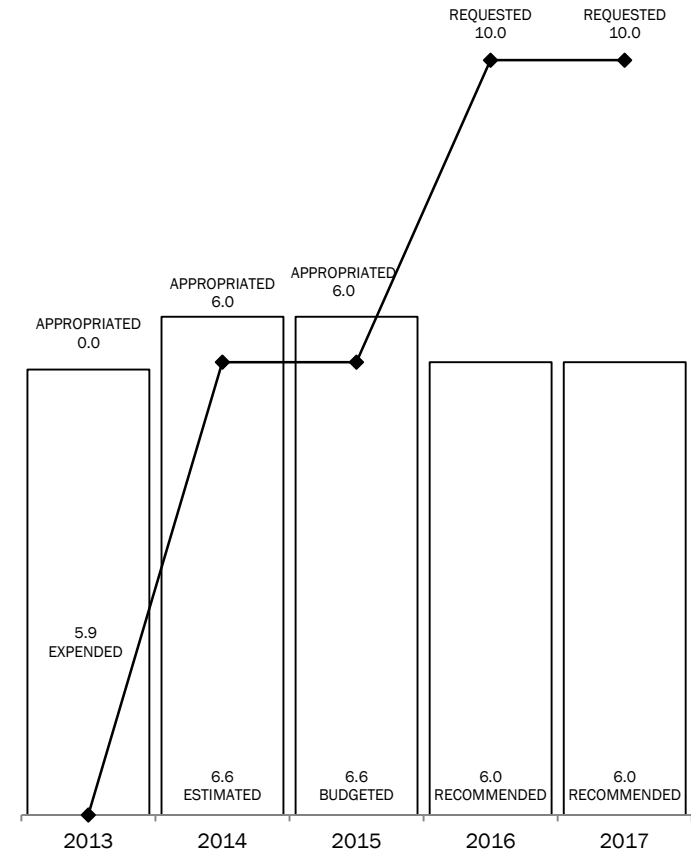 REQUESTED
10.0
REQUESTED
10.0
APPROPRIATED
0.0
APPROPRIATED
6.0
APPROPRIATED
6.0
5.9
EXPENDED
6.6
ESTIMATED
6.6
BUDGETED
6.0
RECOMMENDED
6.0
RECOMMENDED
2013
2014
2015
2016
2017